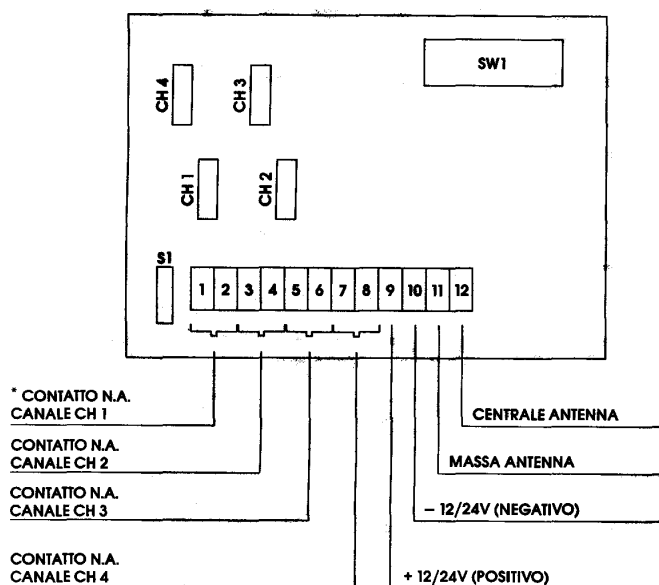 SW1
CH 4
CH 3
CH 1
CH 2
S1
1 2 3 4 5 6 7 8 9 10 11 12
* CONTATTO N.A.
CANALE CH 1
CONTATTO N.A.
CANALE CH 2
CONTATTO N.A.
CANALE CH 3
CONTATTO N.A.
CANALE CH 4
CENTRALE ANTENNA
MASSA ANTENNA
– 12/24V (NEGATIVO)
+ 12/24V (POSITIVO)